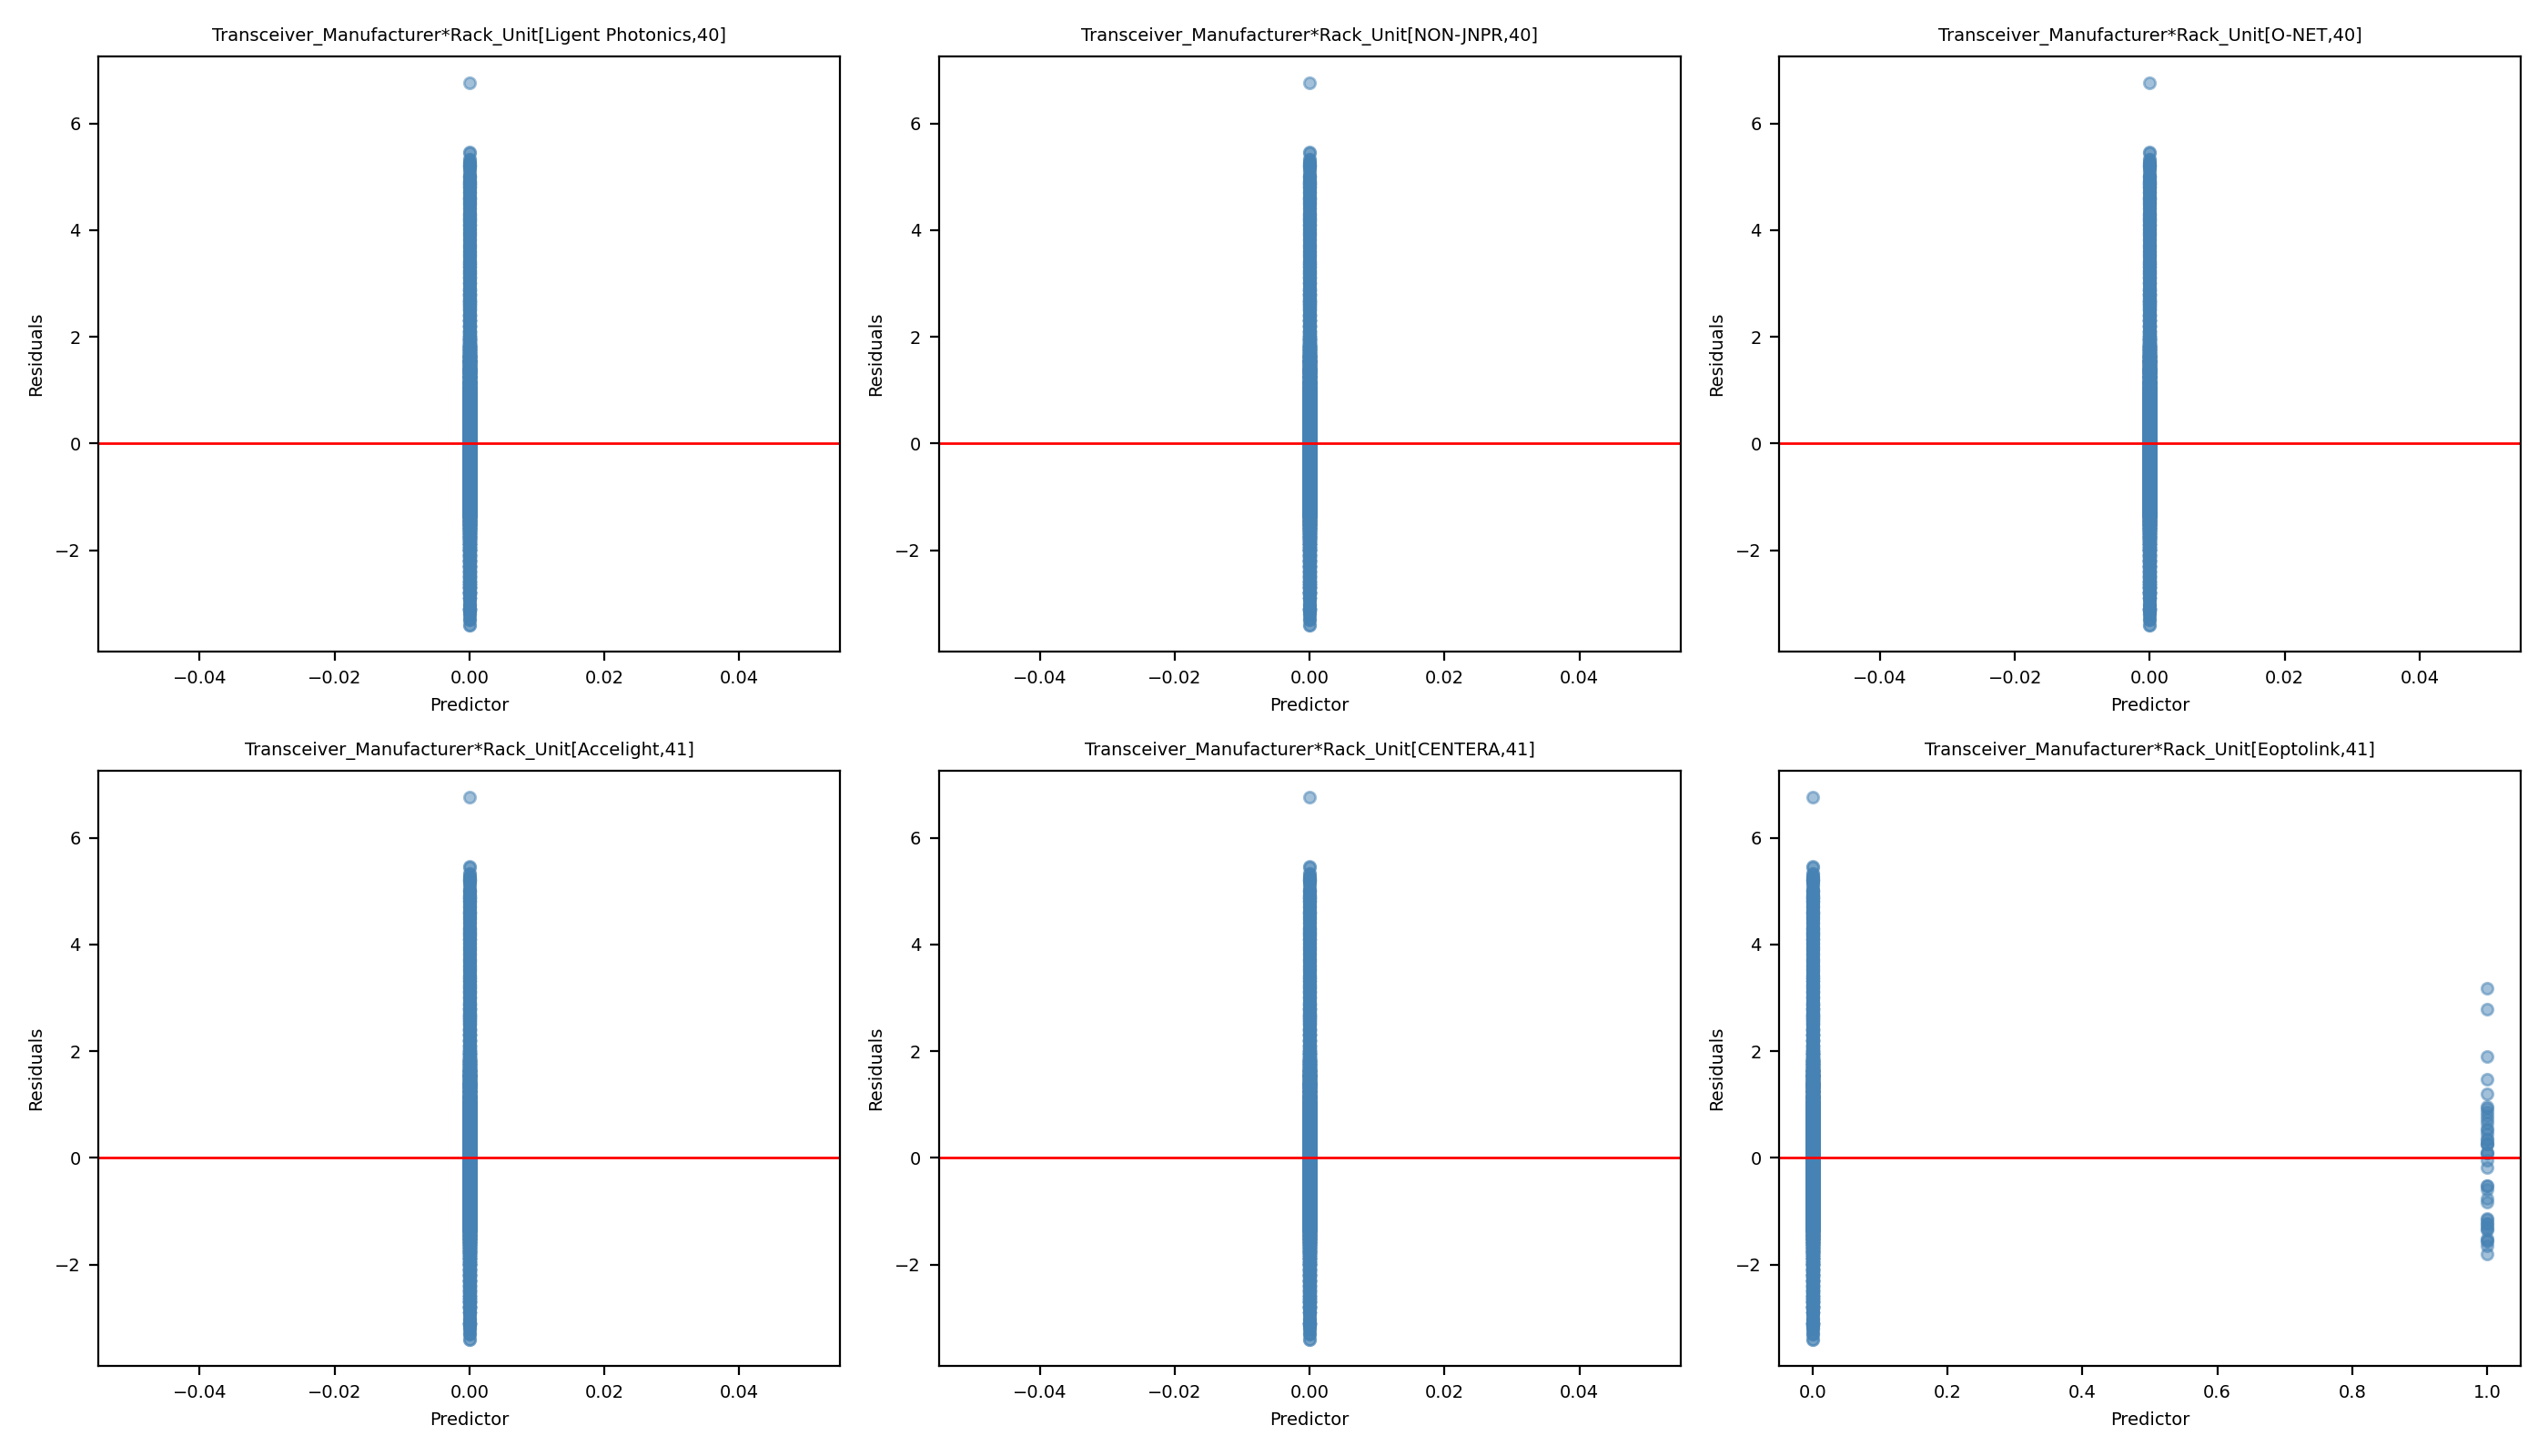 Transceiver_Manufacturer*Rack_Unit[Ligent Photonics,40]
Transceiver_Manufacturer*Rack_Unit[NON-JNPR,40]
Transceiver_Manufacturer*Rack_Unit[O-NET,40]
6
4
2
0
−2
Residuals
−0.04 −0.02 0.00 0.02 0.04
Predictor
6
4
2
0
−2
Residuals
−0.04 −0.02 0.00 0.02 0.04
Predictor
6
4
2
0
−2
Residuals
−0.04 −0.02 0.00 0.02 0.04
Predictor
Transceiver_Manufacturer*Rack_Unit[Accelight,41]
Transceiver_Manufacturer*Rack_Unit[CENTERA,41]
Transceiver_Manufacturer*Rack_Unit[Eoptolink,41]
6
4
2
0
−2
Residuals
−0.04 −0.02 0.00 0.02 0.04
Predictor
6
4
2
0
−2
Residuals
−0.04 −0.02 0.00 0.02 0.04
Predictor
6
4
2
0
−2
Residuals
0.0 0.2 0.4 0.6 0.8 1.0
Predictor